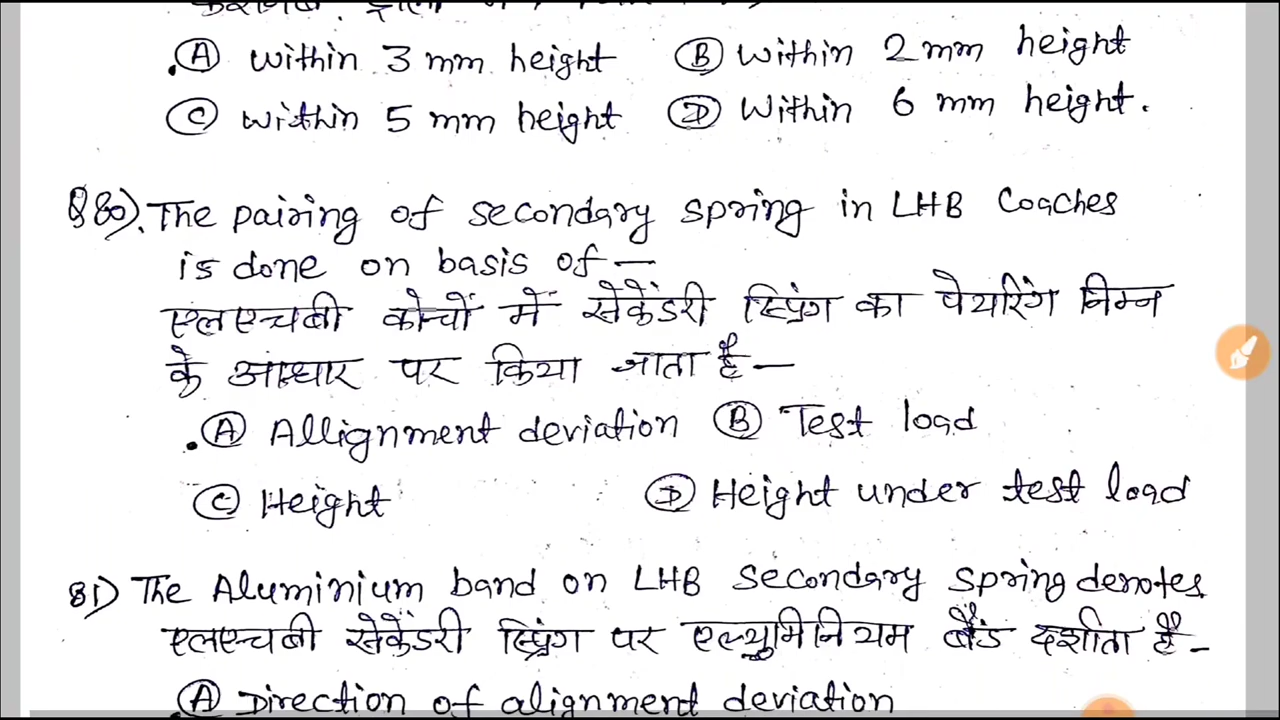 Ⓐ Within 3 mm height Ⓑ Within 2 mm height
Ⓒ Within 5 mm height Ⓓ Within 6 mm height.
Q 80). The pairing of secondary spring in LHB Coaches
is done on basis of —
एलएचबी कोचों में सेकेंडरी स्प्रिंग का पेयरिंग निम्न
के आधार पर किया जाता है —
Ⓐ Allignment deviation Ⓑ Test load
Ⓒ Height Ⓓ Height under test load
81) The Aluminium band on LHB secondary spring denotes
एलएचबी सेकेंडरी स्प्रिंग पर एल्युमिनियम बैंड दर्शाता है -
Ⓐ Direction of alignment deviation